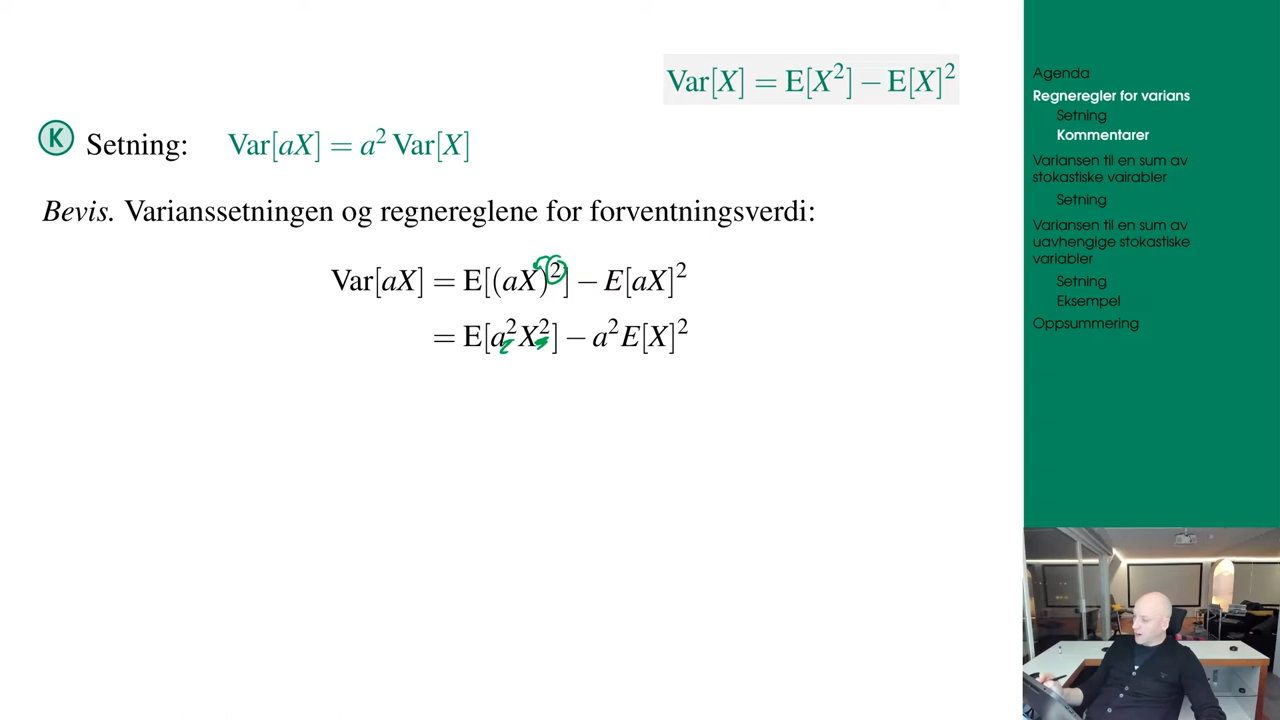 Var[X] = E[X²] − E[X]²
K Setning: Var[aX] = a² Var[X]
Bevis. Varianssetningen og regnereglene for forventningsverdi:
Var[aX] = E[(aX)²] − E[aX]²
= E[a²X²] − a²E[X]²
Agenda
Regneregler for varians
Setning
Kommentarer
Variansen til en sum av
stokastiske vairabler
Setning
Variansen til en sum av
uavhengige stokastiske
variabler
Setning
Eksempel
Oppsummering